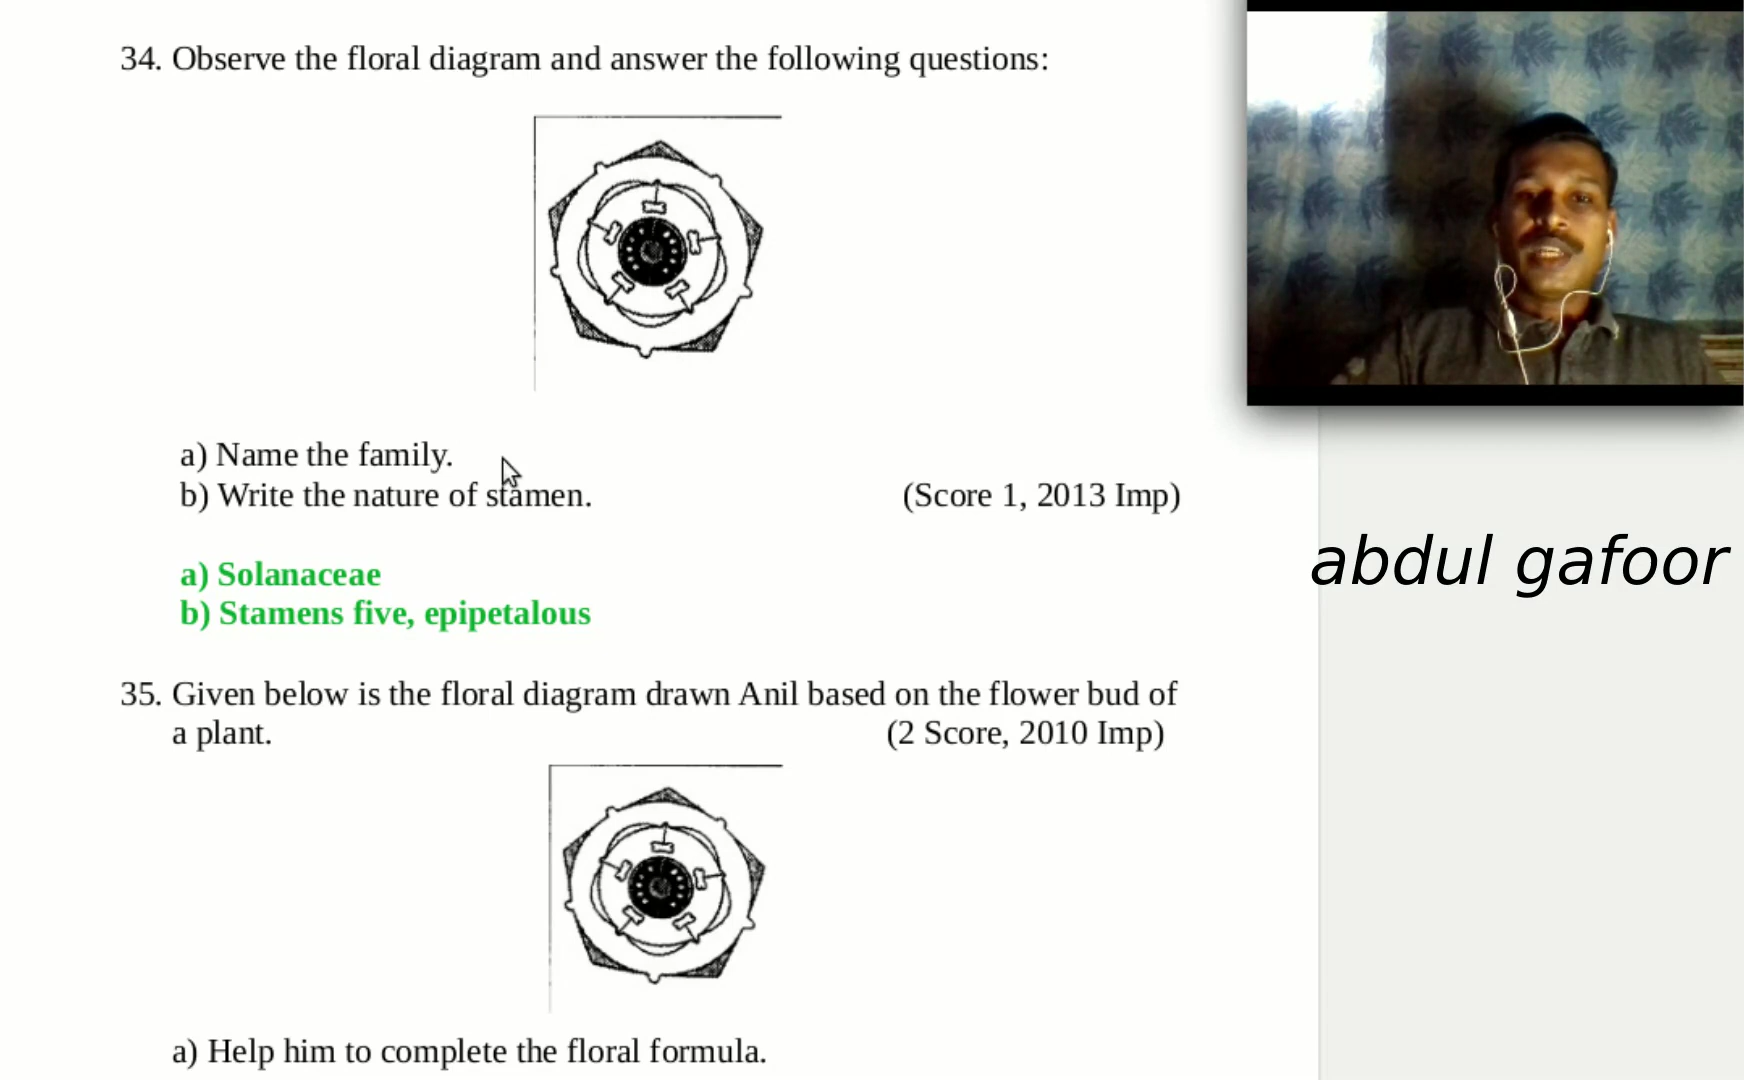 34. Observe the floral diagram and answer the following questions:
a) Name the family.
b) Write the nature of stamen.
(Score 1, 2013 Imp)
a) Solanaceae
b) Stamens five, epipetalous
abdul gafoor
35. Given below is the floral diagram drawn Anil based on the flower bud of
a plant.
(2 Score, 2010 Imp)
a) Help him to complete the floral formula.